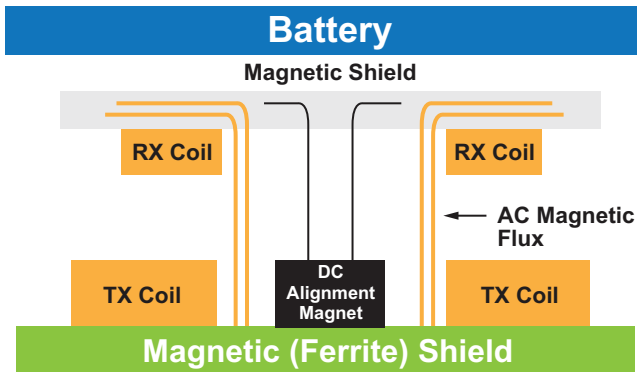 Battery
Magnetic Shield
RX Coil
RX Coil
AC Magnetic
Flux
TX Coil
DC
Alignment
Magnet
TX Coil
Magnetic (Ferrite) Shield